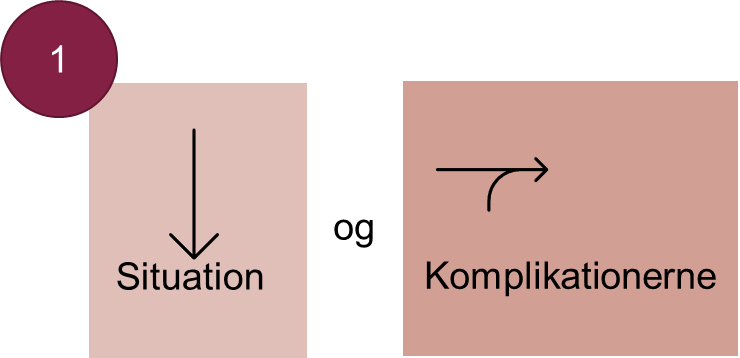 1
og
Situation
Komplikationerne